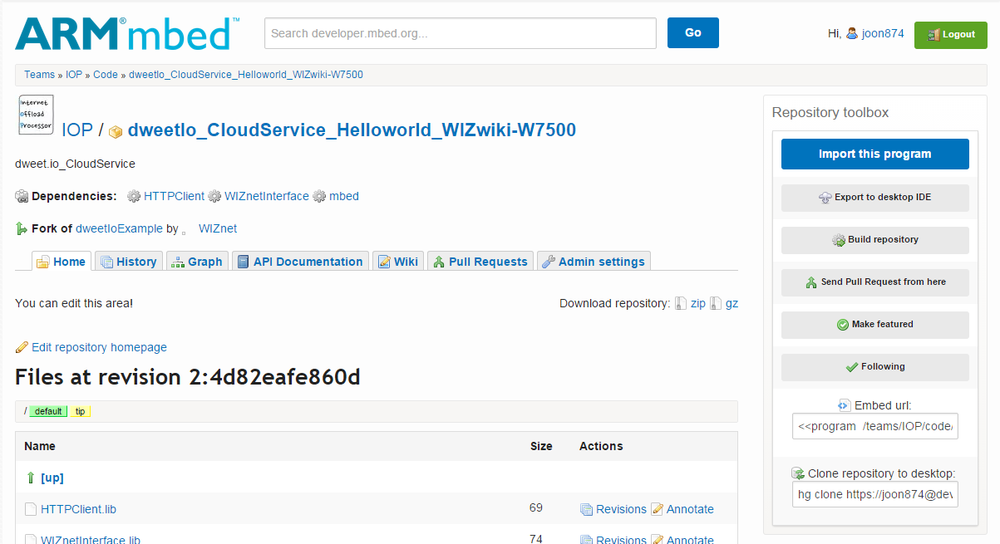 ARM®mbed™
Search developer.mbed.org...
Go
Hi, joon874
Logout
Teams » IOP » Code » dweetIo_CloudService_Helloworld_WIZwiki-W7500
Internet
Offload
Processor
IOP / dweetIo_CloudService_Helloworld_WIZwiki-W7500
dweet.io_CloudService
Dependencies: HTTPClient WIZnetInterface mbed
Fork of dweetIoExample by WIZnet
Home History Graph API Documentation Wiki Pull Requests Admin settings
You can edit this area!
Download repository: zip gz
Edit repository homepage
Files at revision 2:4d82eafe860d
/ default tip
Name Size Actions
[up]
HTTPClient.lib 69 Revisions Annotate
WIZnetInterface.lib 74 Revisions Annotate
Repository toolbox
Import this program
Export to desktop IDE
Build repository
Send Pull Request from here
Make featured
Following
Embed url:
<<program /teams/IOP/code/
Clone repository to desktop:
hg clone https://joon874@dev